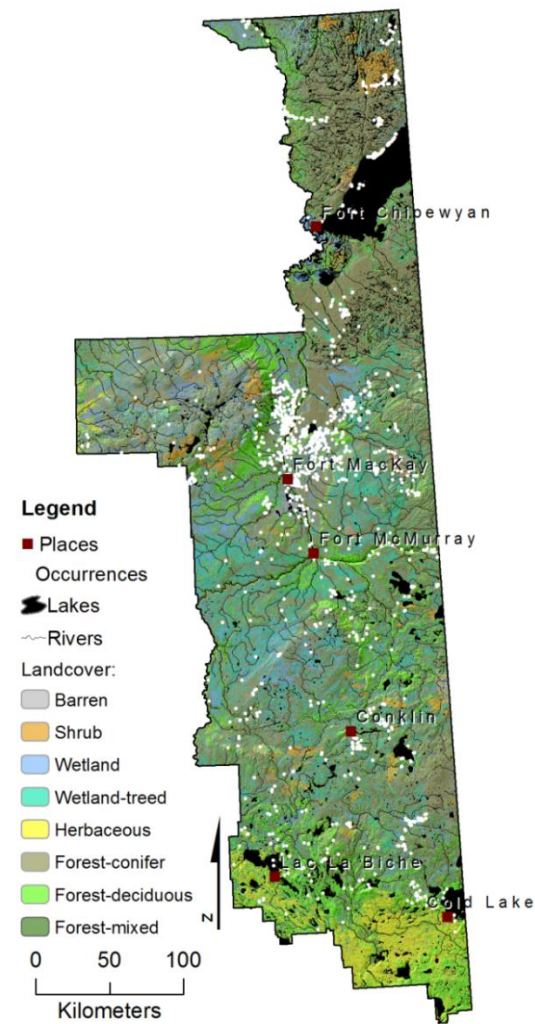 Fort Chipewyan
Fort MacKay
Fort McMurray
Conklin
Lac La Biche
Cold Lake
Legend
Places
Occurrences
Lakes
Rivers
Landcover:
Barren
Shrub
Wetland
Wetland-treed
Herbaceous
Forest-conifer
Forest-deciduous
Forest-mixed
N
0 50 100
Kilometers